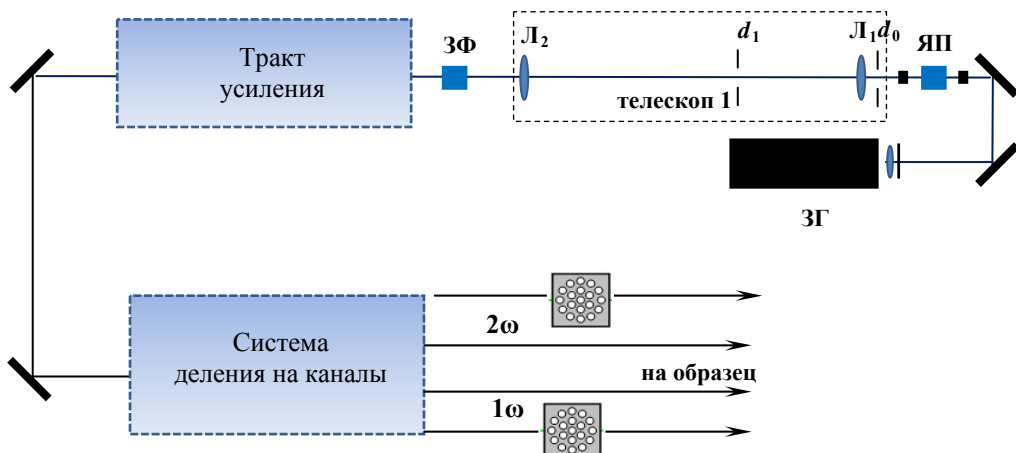 Тракт
усиления
ЗФ
Л₂
d₁
Л₁ d₀
ЯП
телескоп 1
ЗГ
Система
деления на каналы
2ω
на образец
1ω